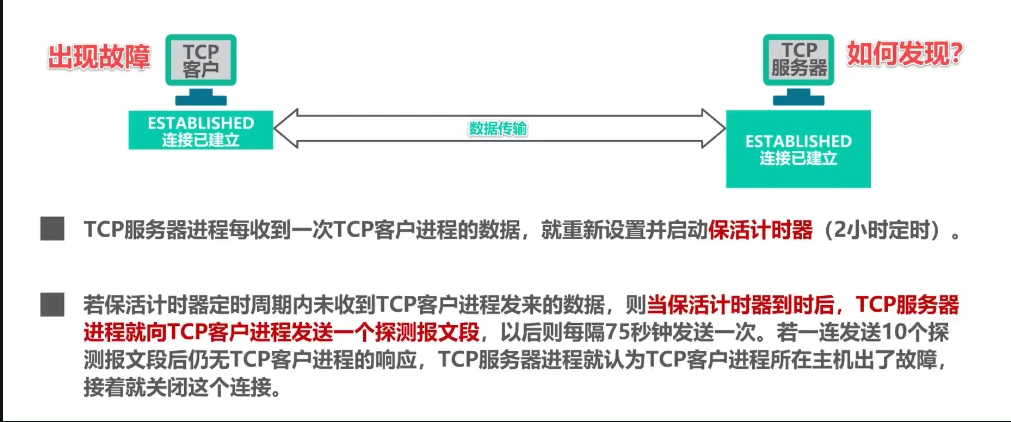 出现故障
TCP
客户
TCP
服务器
如何发现？
ESTABLISHED
连接已建立
数据传输
ESTABLISHED
连接已建立
TCP服务器进程每收到一次TCP客户进程的数据，就重新设置并启动保活计时器（2小时定时）。
若保活计时器定时周期内未收到TCP客户进程发来的数据，则当保活计时器到时后，TCP服务器
进程就向TCP客户进程发送一个探测报文段，以后则每隔75秒钟发送一次。若一连发送10个探
测报文段后仍无TCP客户进程的响应，TCP服务器进程就认为TCP客户进程所在主机出了故障，
接着就关闭这个连接。